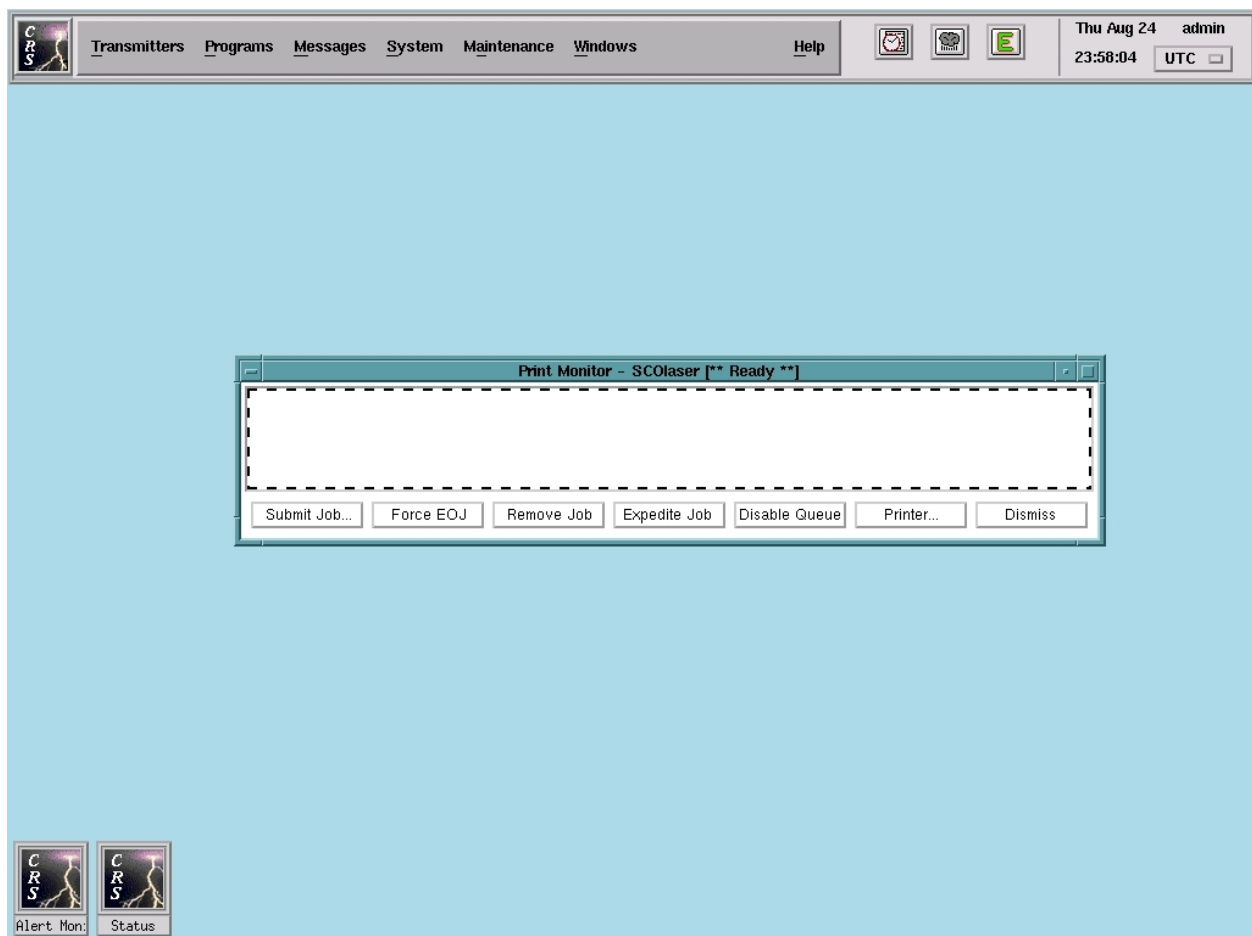 CRS
Transmitters Programs Messages System Maintenance Windows Help
E
Thu Aug 24 admin
23:58:04 UTC
Print Monitor - SCOlaser [** Ready **]
Submit Job... Force EOJ Remove Job Expedite Job Disable Queue Printer... Dismiss
CRS CRS
Alert Mon: Status